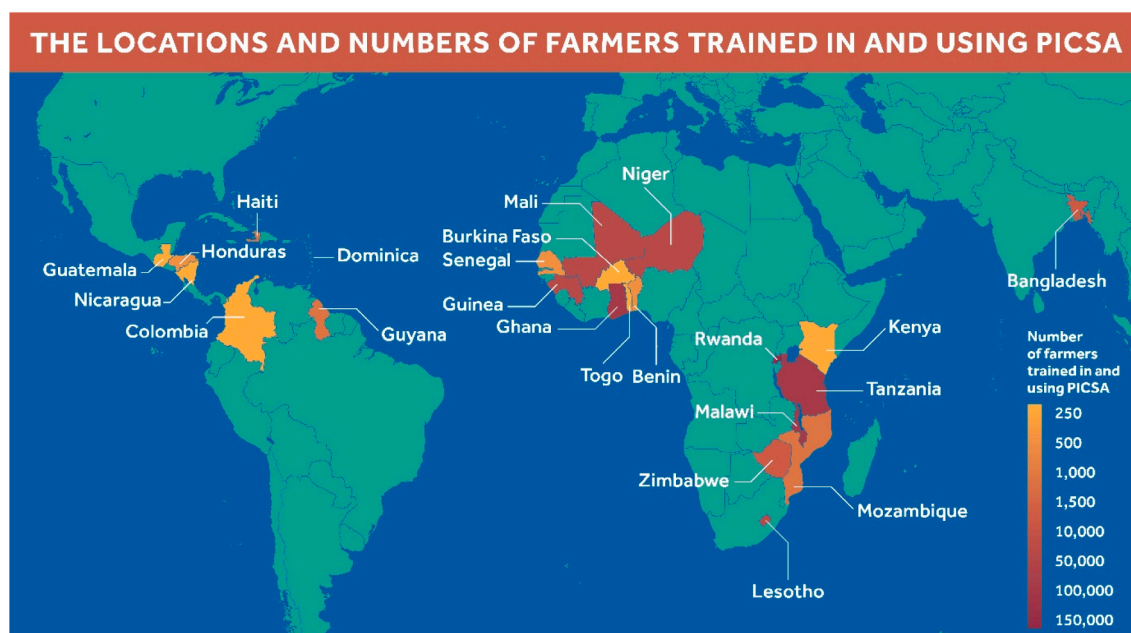 THE LOCATIONS AND NUMBERS OF FARMERS TRAINED IN AND USING PICSA
Niger
Haiti
Mali
Burkina Faso
Honduras
Dominica
Senegal
Guatemala
Bangladesh
Nicaragua
Guinea
Colombia
Guyana
Ghana
Kenya
Rwanda
Togo
Benin
Tanzania
Malawi
Zimbabwe
Mozambique
Lesotho
Number
of farmers
trained in and
using PICSA
250
500
1,000
1,500
10,000
50,000
100,000
150,000